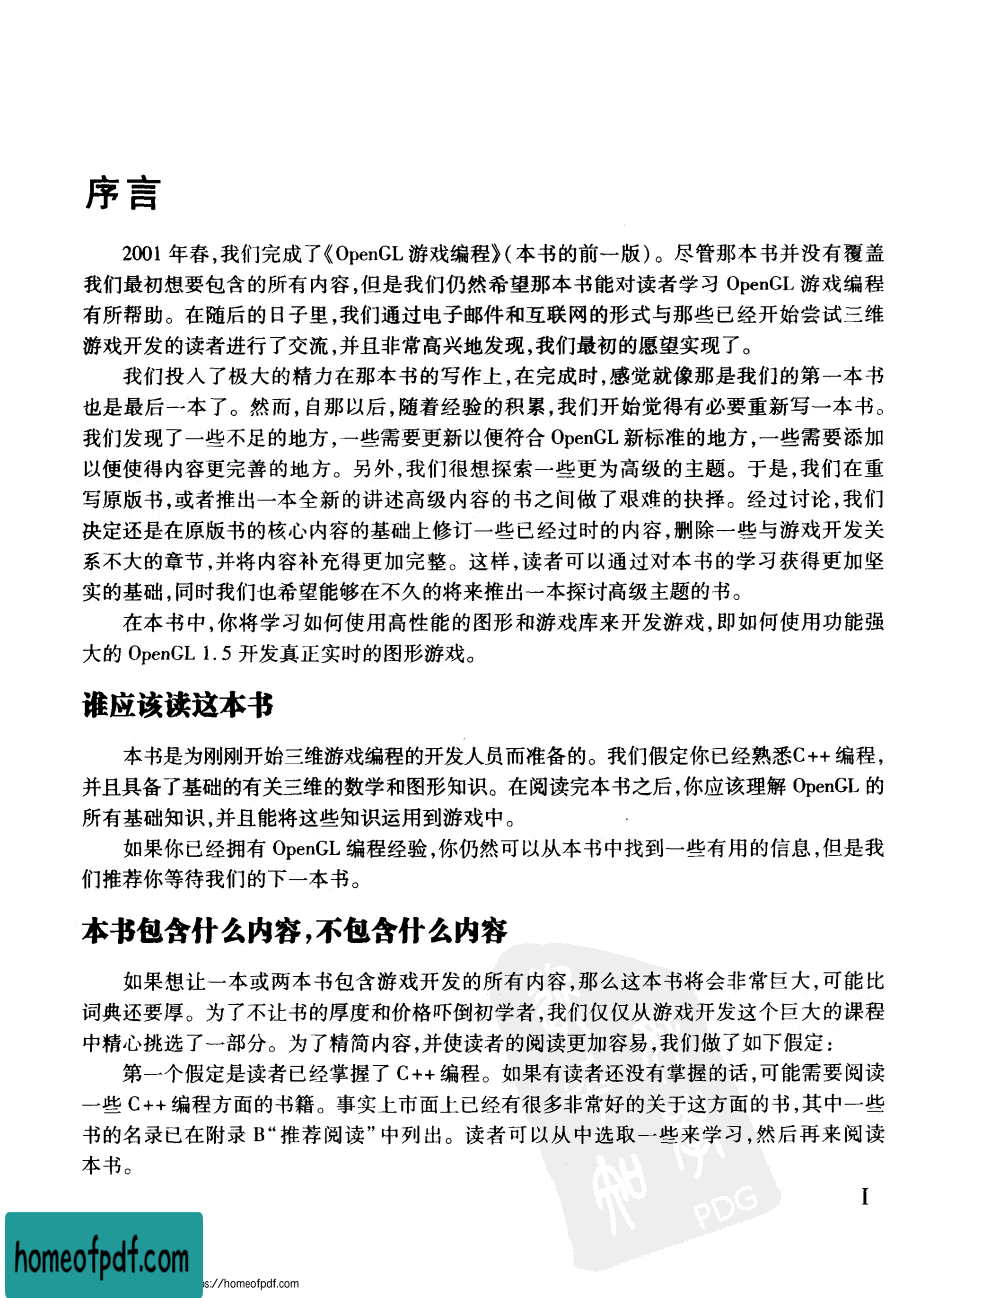 序言
2001 年春,我们完成了《OpenGL 游戏编程》(本书的前一版)。尽管那本书并没有覆盖
我们最初想要包含的所有内容,但是我们仍然希望那本书能对读者学习 OpenGL 游戏编程
有所帮助。在随后的日子里,我们通过电子邮件和互联网的形式与那些已经开始尝试三维
游戏开发的读者进行了交流,并且非常高兴地发现,我们最初的愿望实现了。
我们投入了极大的精力在那本书的写作上,在完成时,感觉就像那是我们的第一本书
也是最后一本了。然而,自那以后,随着经验的积累,我们开始觉得有必要重新写一本书。
我们发现了一些不足的地方,一些需要更新以便符合 OpenGL 新标准的地方,一些需要添加
以便使得内容更完善的地方。另外,我们很想探索一些更为高级的主题。于是,我们在重
写原版书,或者推出一本全新的讲述高级内容的书之间做了艰难的抉择。经过讨论,我们
决定还是在原版书的核心内容的基础上修订一些已经过时的内容,删除一些与游戏开发关
系不大的章节,并将内容补充得更加完整。这样,读者可以通过对本书的学习获得更加坚
实的基础,同时我们也希望能够在不久的将来推出一本探讨高级主题的书。
在本书中,你将学习如何使用高性能的图形和游戏库来开发游戏,即如何使用功能强
大的 OpenGL 1.5 开发真正实时的图形游戏。
谁应该读这本书
本书是为刚刚开始三维游戏编程的开发人员而准备的。我们假定你已经熟悉C++ 编程,
并且具备了基础的有关三维的数学和图形知识。在阅读完本书之后,你应该理解 OpenGL 的
所有基础知识,并且能将这些知识运用到游戏中。
如果你已经拥有 OpenGL 编程经验,你仍然可以从本书中找到一些有用的信息,但是我
们推荐你等待我们的下一本书。
本书包含什么内容,不包含什么内容
如果想让一本或两本书包含游戏开发的所有内容,那么这本书将会非常巨大,可能比
词典还要厚。为了不让书的厚度和价格吓倒初学者,我们仅仅从游戏开发这个巨大的课程
中精心挑选了一部分。为了精简内容,并使读者的阅读更加容易,我们做了如下假定:
第一个假定是读者已经掌握了 C++ 编程。如果有读者还没有掌握的话,可能需要阅读
一些 C++ 编程方面的书籍。事实上市面上已经有很多非常好的关于这方面的书,其中一些
书的名录已在附录 B“推荐阅读”中列出。读者可以从中选取一些来学习,然后再来阅读
本书。
PDG
I
homeofpdf.com
ps://homeofpdf.com